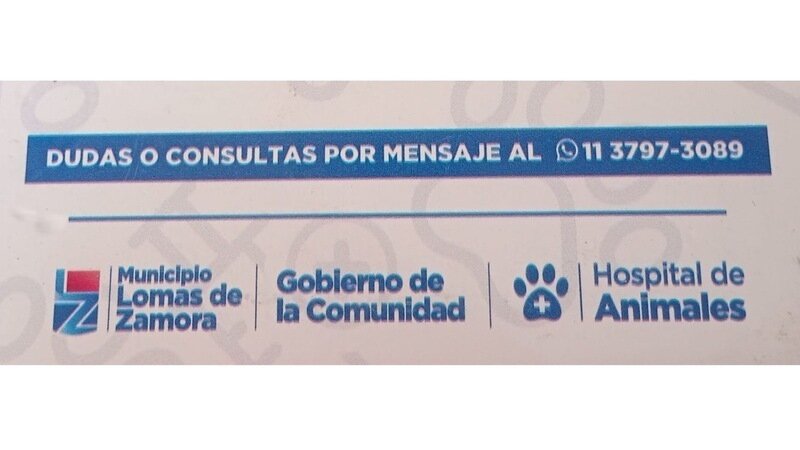 DUDAS O CONSULTAS POR MENSAJE AL 11 3797-3089
Municipio
Lomas de
Zamora
Gobierno de
la Comunidad
Hospital de
Animales